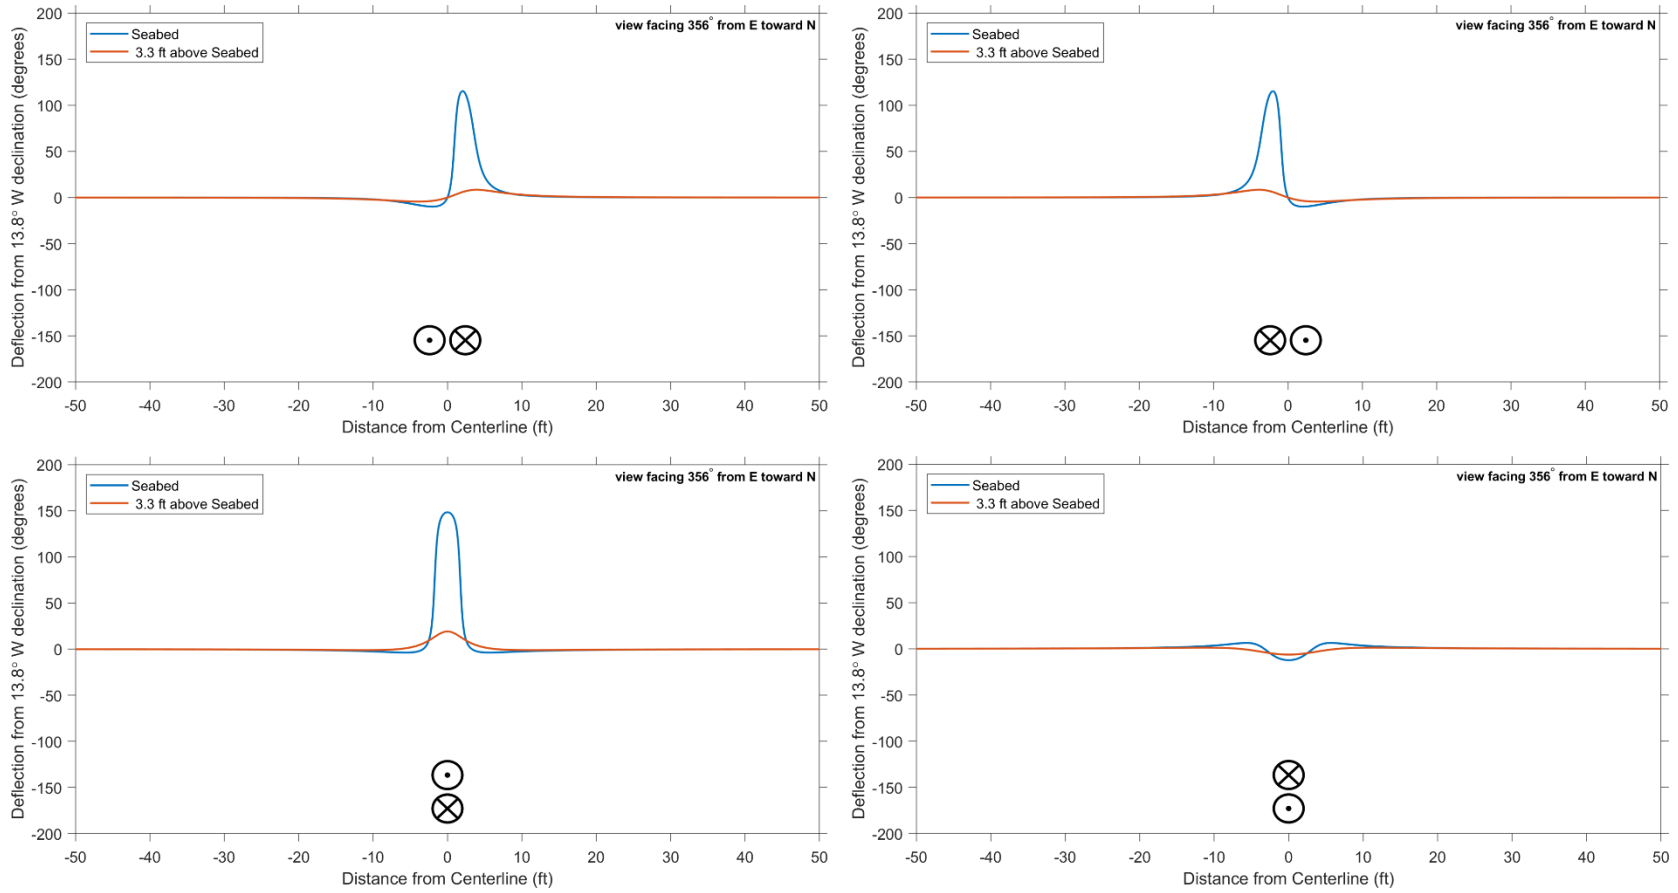 view facing 356° from E toward N
Seabed
3.3 ft above Seabed
Deflection from 13.8° W declination (degrees)
200
150
100
50
0
-50
-100
-150
-200
-50 -40 -30 -20 -10 0 10 20 30 40 50
Distance from Centerline (ft)
view facing 356° from E toward N
Seabed
3.3 ft above Seabed
Deflection from 13.8° W declination (degrees)
200
150
100
50
0
-50
-100
-150
-200
-50 -40 -30 -20 -10 0 10 20 30 40 50
Distance from Centerline (ft)
view facing 356° from E toward N
Seabed
3.3 ft above Seabed
Deflection from 13.8° W declination (degrees)
200
150
100
50
0
-50
-100
-150
-200
-50 -40 -30 -20 -10 0 10 20 30 40 50
Distance from Centerline (ft)
view facing 356° from E toward N
Seabed
3.3 ft above Seabed
Deflection from 13.8° W declination (degrees)
200
150
100
50
0
-50
-100
-150
-200
-50 -40 -30 -20 -10 0 10 20 30 40 50
Distance from Centerline (ft)